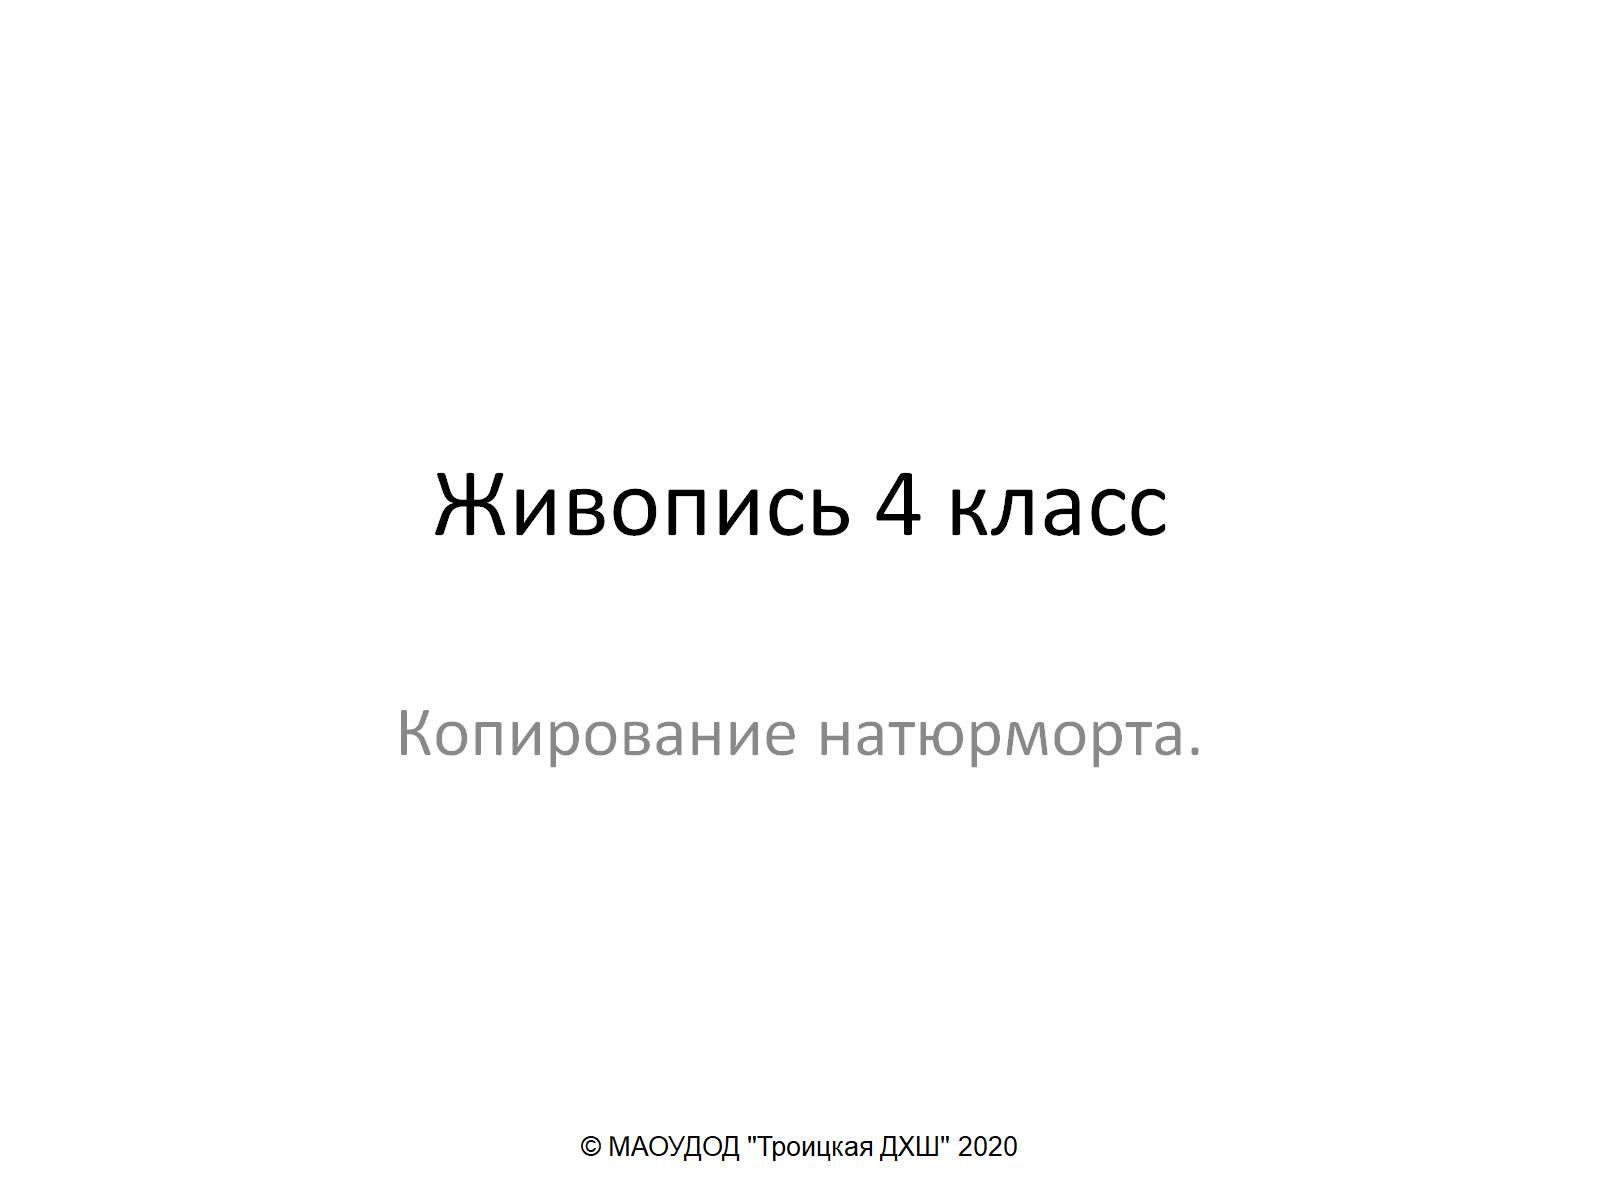 Живопись 4 класс
Копирование натюрморта.
© МАОУДОД "Троицкая ДХШ" 2020